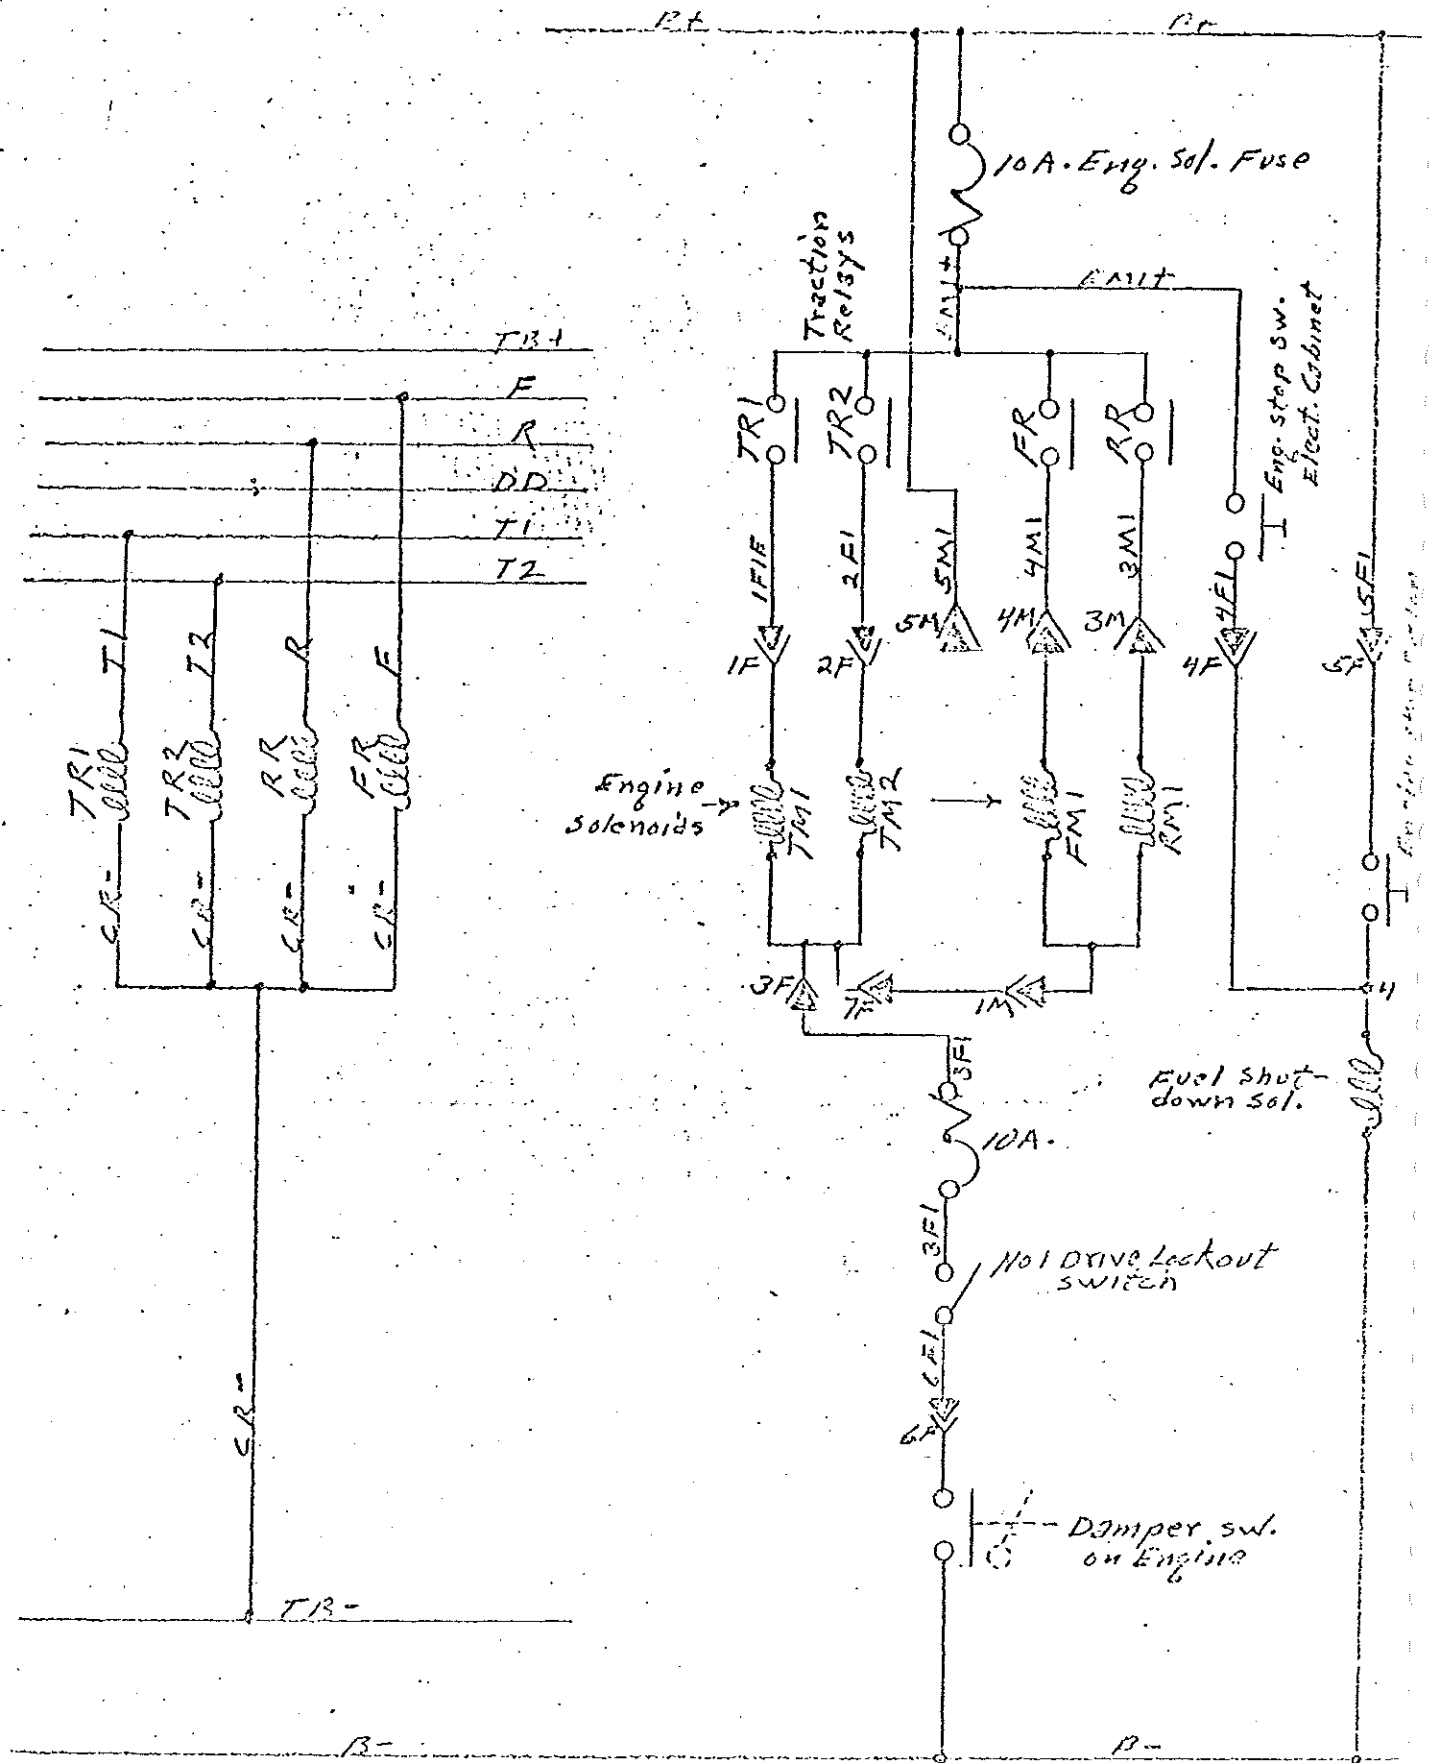 B+
10A. Eng. Sol. Fuse
Traction
Relays
EM1+
EM1+
Eng. stop Sw.
Elect. Cabinet
TB+
F
R
DD
T1
T2
TR1
TR2
FR
RR
1F1E
2F1
5M1
4M1
3M1
4F1
5F1
1F
2F
5M
4M
3M
4F
5F
T1
T2
R
F
TR1
TR2
RR
FR
Engine
Solenoids
TM1
TM2
FM1
RM1
CR-
CR-
CR-
CR-
3F
7F
1M
4
3F1
Fuel Shut-
down Sol.
10A.
3F1
No1 Drive Lockout
switch
6F1
6F
CR-
Damper sw.
on Engine
TB-
B-
B-